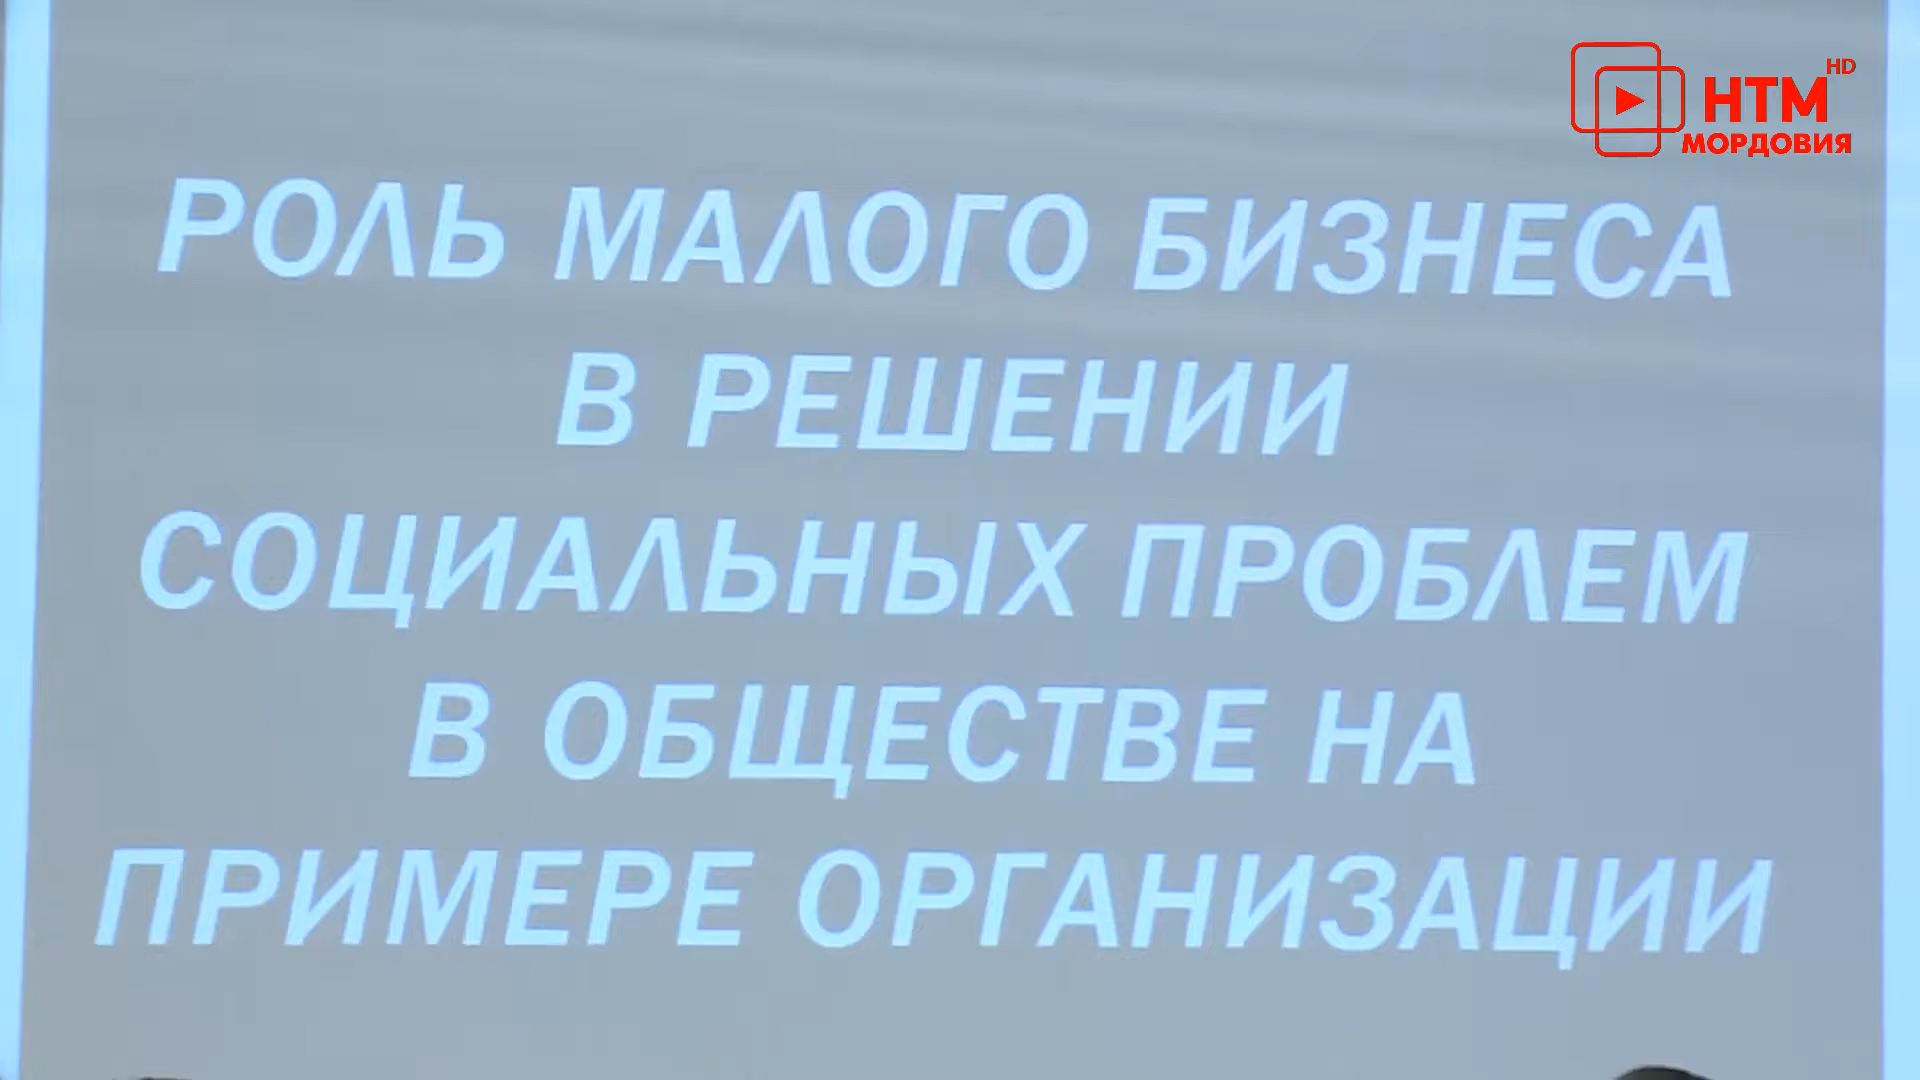 HD
НТМ
МОРДОВИЯ
РОЛЬ МАЛОГО БИЗНЕСА
В РЕШЕНИИ
СОЦИАЛЬНЫХ ПРОБЛЕМ
В ОБЩЕСТВЕ НА
ПРИМЕРЕ ОРГАНИЗАЦИИ